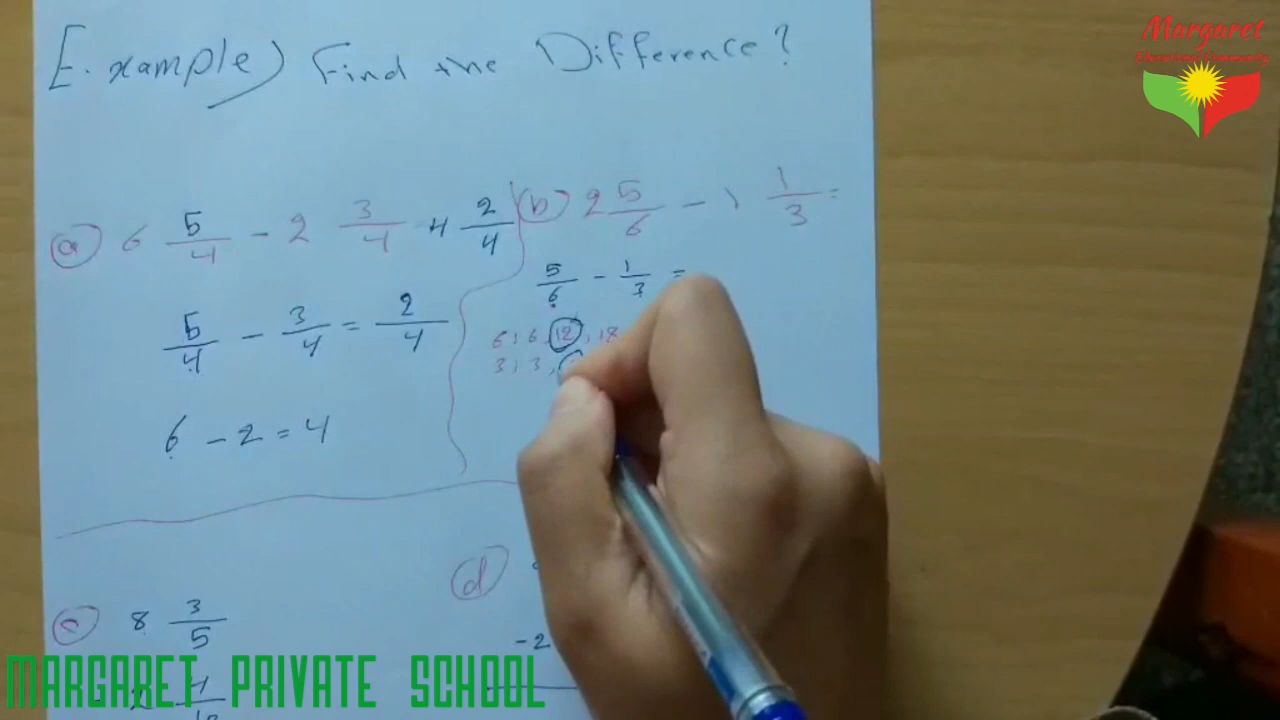 Example) Find the Difference?
a) 6 5/4 - 2 3/4 = 4 2/4
5/4 - 3/4 = 2/4
6 - 2 = 4
b) 2 5/6 - 1 1/3 =
5/6 - 1/3 =
6; 6, 12, 18
3; 3,
8 3/5
d)
-2
Margaret
Educational Community
MARGARET PRIVATE SCHOOL